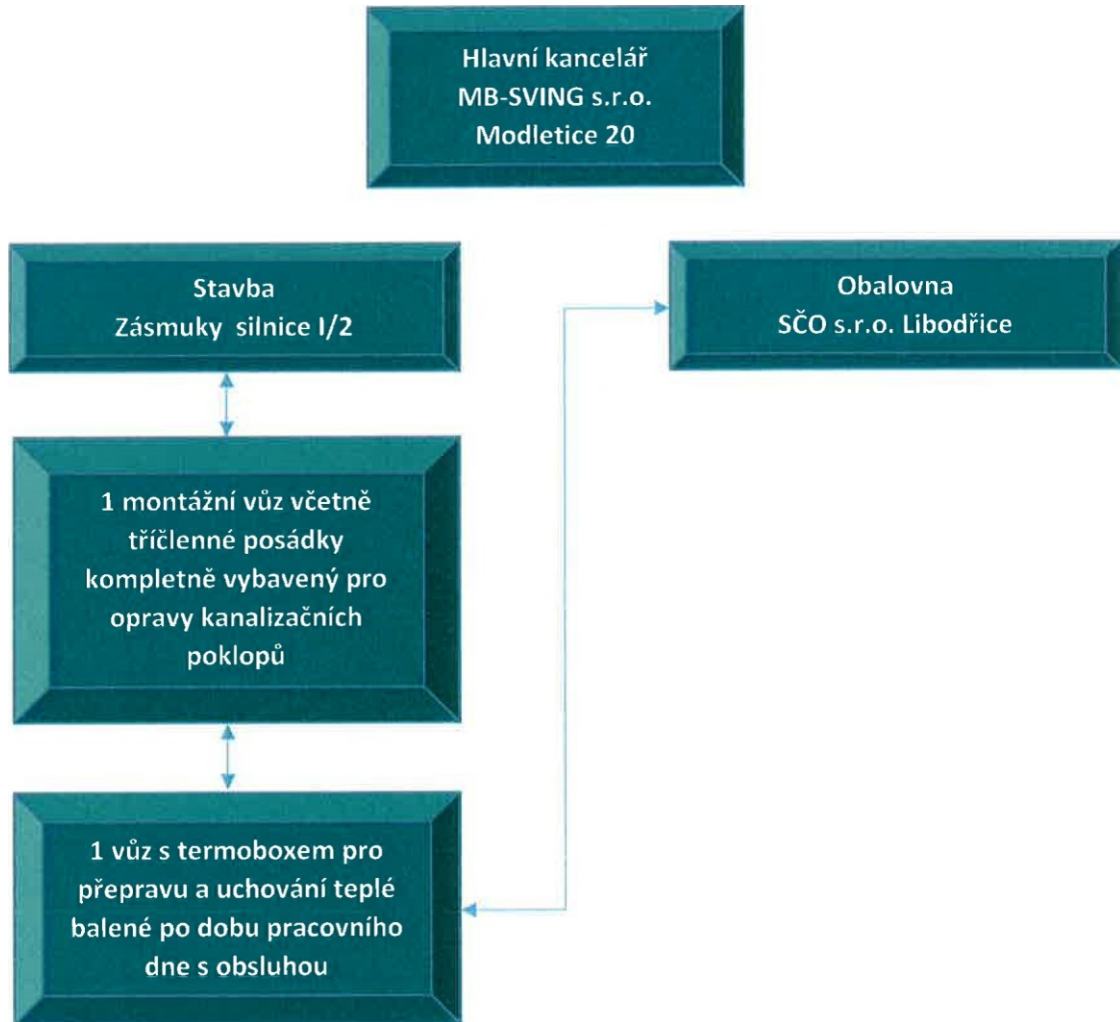 Hlavní kancelář
MB-SVING s.r.o.
Modletice 20
Stavba
Zásmuky silnice I/2
Obalovna
SČO s.r.o. Libodřice
1 montážní vůz včetně
tříčlenné posádky
kompletně vybavený pro
opravy kanalizačních
poklopů
1 vůz s termoboxem pro
přepravu a uchování teplé
balené po dobu pracovního
dne s obsluhou